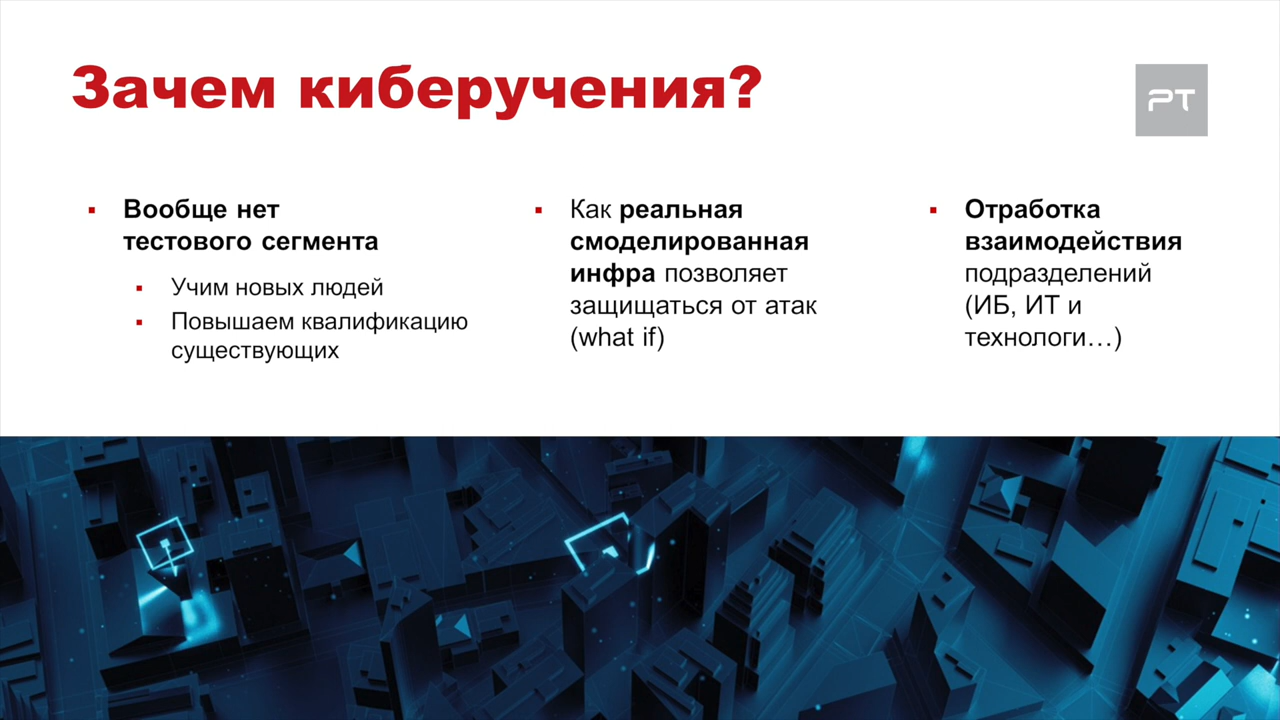 Зачем киберучения?
PT
Вообще нет
тестового сегмента
Учим новых людей
Повышаем квалификацию
существующих
Как реальная
смоделированная
инфра позволяет
защищаться от атак
(what if)
Отработка
взаимодействия
подразделений
(ИБ, ИТ и
технологи…)